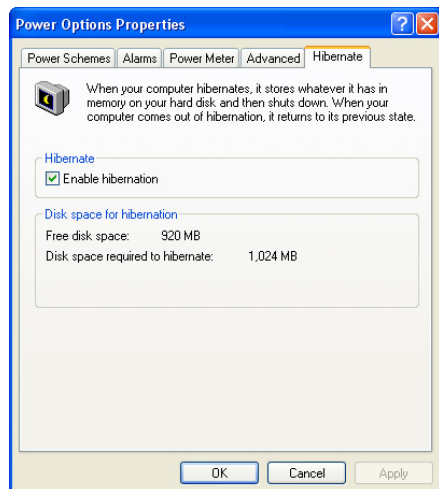 Power Options Properties
Power Schemes Alarms Power Meter Advanced Hibernate
When your computer hibernates, it stores whatever it has in
memory on your hard disk and then shuts down. When your
computer comes out of hibernation, it returns to its previous state.
Hibernate
Enable hibernation
Disk space for hibernation
Free disk space: 920 MB
Disk space required to hibernate: 1,024 MB
OK Cancel Apply